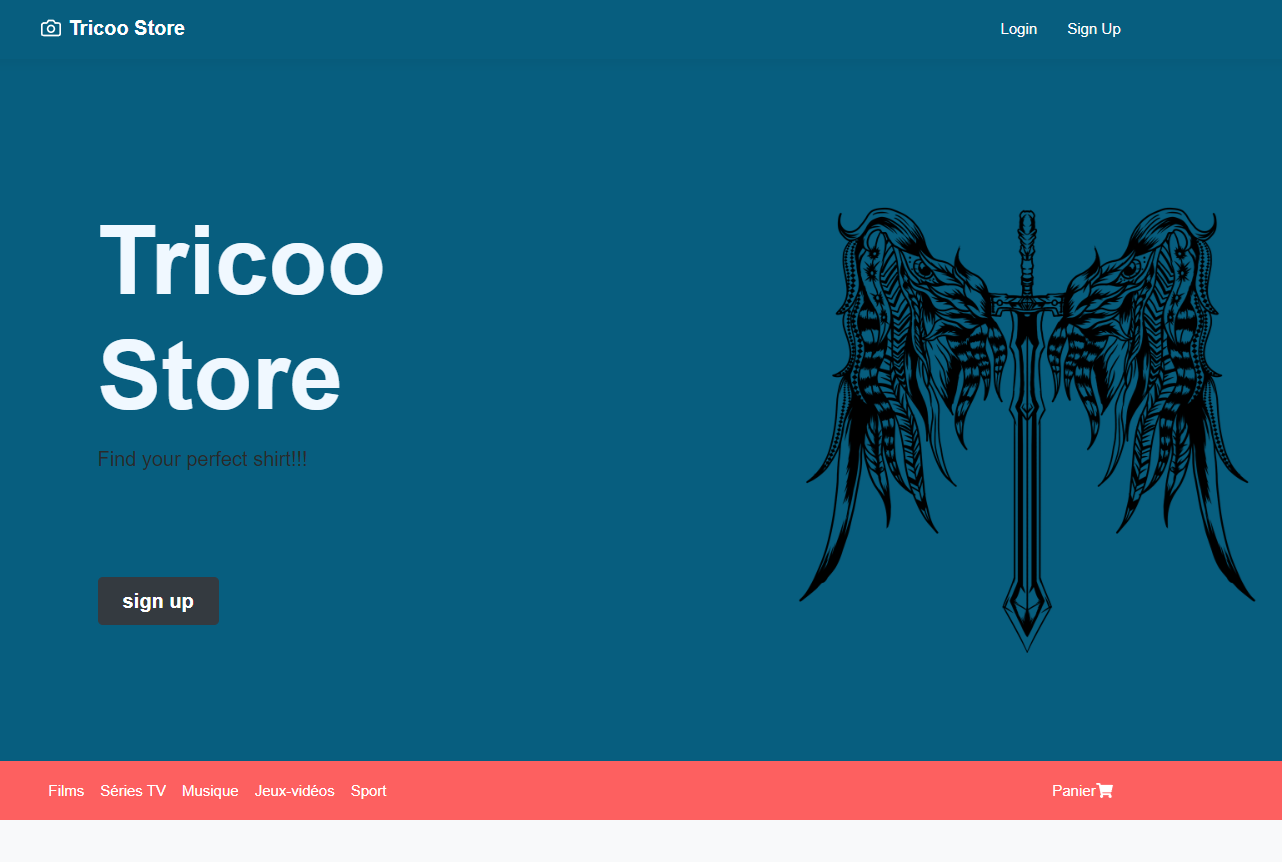 Tricoo Store
Login
Sign Up
Tricoo
Store
Find your perfect shirt!!!
sign up
Films
Séries TV
Musique
Jeux-vidéos
Sport
Panier